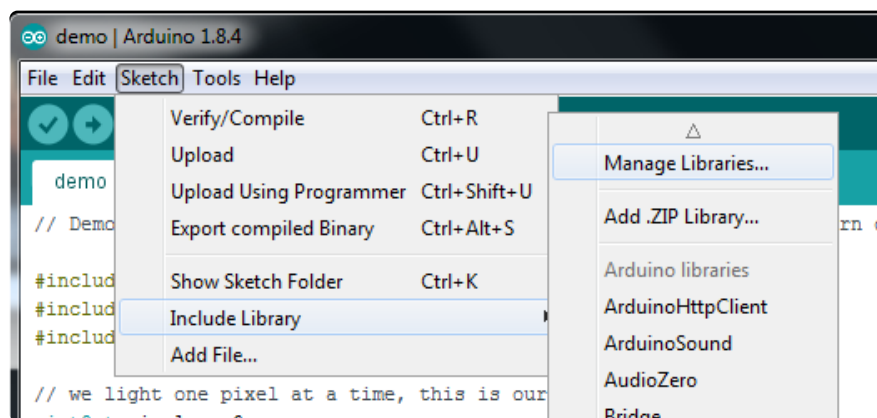 demo | Arduino 1.8.4
File Edit Sketch Tools Help
Verify/Compile Ctrl+R
Upload Ctrl+U
Upload Using Programmer Ctrl+Shift+U
Export compiled Binary Ctrl+Alt+S
Show Sketch Folder Ctrl+K
Include Library
Add File...
Manage Libraries...
Add .ZIP Library...
Arduino libraries
ArduinoHttpClient
ArduinoSound
AudioZero
Bridge
demo
// Demo
#includ
#includ
#includ
// we light one pixel at a time, this is our